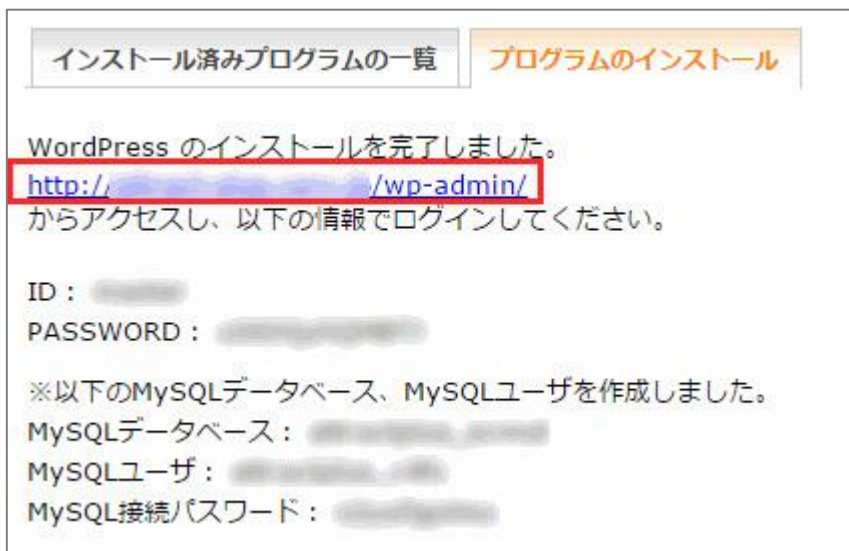 インストール済みプログラムの一覧
プログラムのインストール
WordPress のインストールを完了しました。
http:// /wp-admin/
からアクセスし、以下の情報でログインしてください。
ID：
PASSWORD：
※以下のMySQLデータベース、MySQLユーザを作成しました。
MySQLデータベース：
MySQLユーザ：
MySQL接続パスワード：